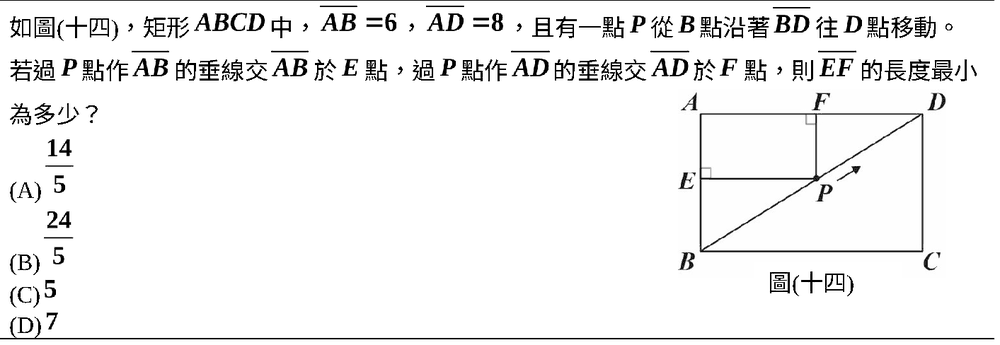 如圖(十四)，矩形ABCD中，AB=6，AD=8，且有一點P從B點沿著BD往D點移動。
若過P點作AB的垂線交AB於E點，過P點作AD的垂線交AD於F點，則EF的長度最小
為多少？
(A) 14/5
(B) 24/5
(C) 5
(D) 7
A F D
E P
B C
圖(十四)